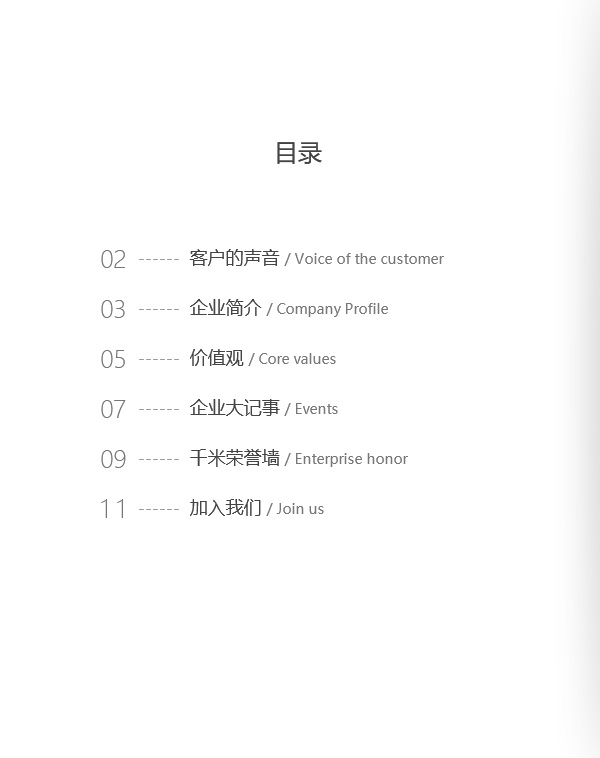 目录
02 ------ 客户的声音 / Voice of the customer
03 ------ 企业简介 / Company Profile
05 ------ 价值观 / Core values
07 ------ 企业大记事 / Events
09 ------ 千米荣誉墙 / Enterprise honor
11 ------ 加入我们 / Join us